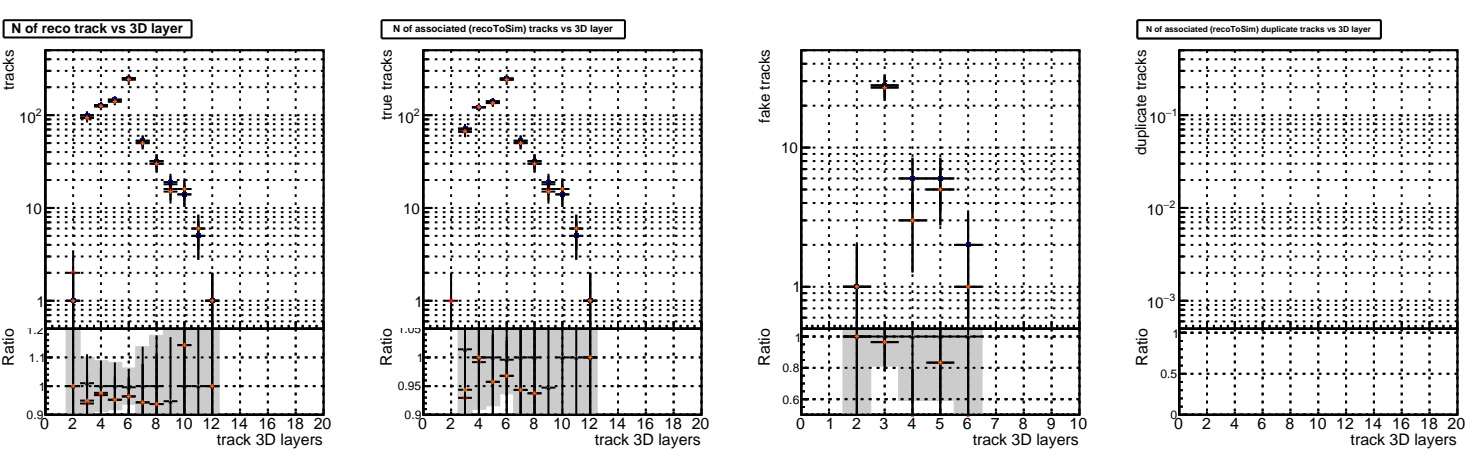 N of reco track vs 3D layer
tracks
10²
10
1
Ratio
1.2
1.1
1
0.9
0 2 4 6 8 10 12 14 16 18 20
track 3D layers
N of associated (recoToSim) tracks vs 3D layer
true tracks
10²
10
1
Ratio
1.05
1
0.95
0.9
0 2 4 6 8 10 12 14 16 18 20
track 3D layers
fake tracks
10
1
Ratio
1
0.8
0.6
0 1 2 3 4 5 6 7 8 9 10
track 3D layers
N of associated (recoToSim) duplicate tracks vs 3D layer
duplicate tracks
10⁻¹
10⁻²
10⁻³
Ratio
1
0.5
0
0 2 4 6 8 10 12 14 16 18 20
track 3D layers